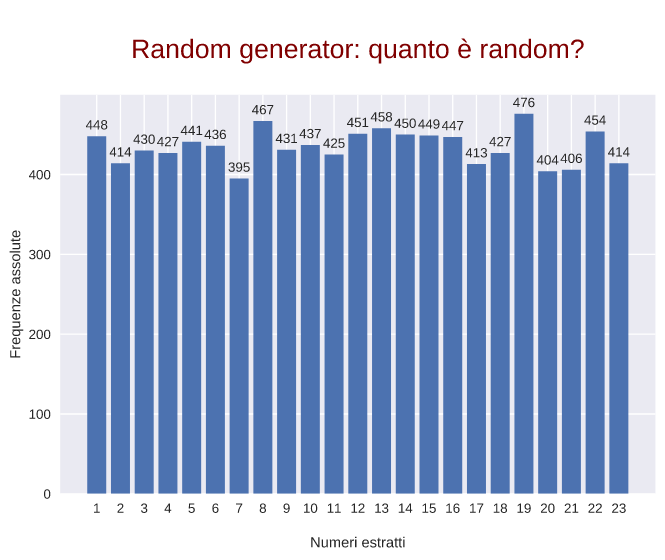 Random generator: quanto è random?
448 414 430 427 441 436 395 467 431 437 425 451 458 450 449 447 413 427 476 404 406 454 414
400
300
200
100
0
Frequenze assolute
1 2 3 4 5 6 7 8 9 10 11 12 13 14 15 16 17 18 19 20 21 22 23
Numeri estratti